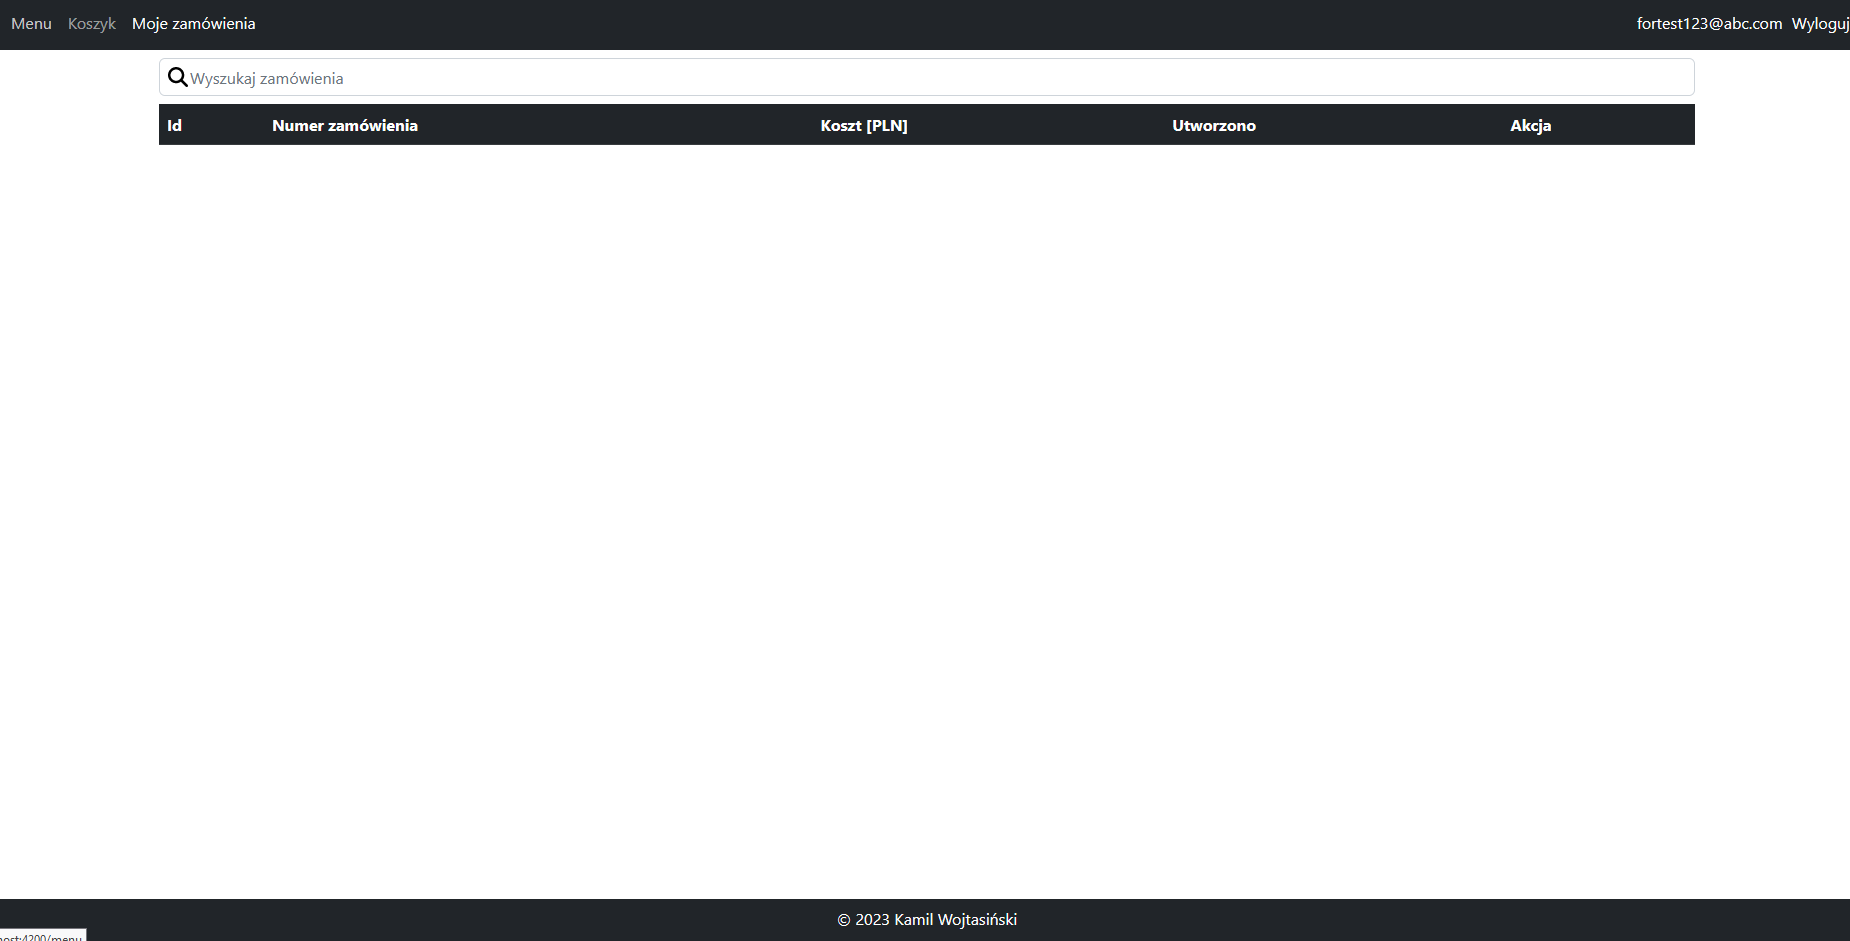 Menu Koszyk Moje zamówienia fortest123@abc.com Wyloguj
Wyszukaj zamówienia
Id Numer zamówienia Koszt [PLN] Utworzono Akcja
© 2023 Kamil Wojtasiński
ost:4200/menu